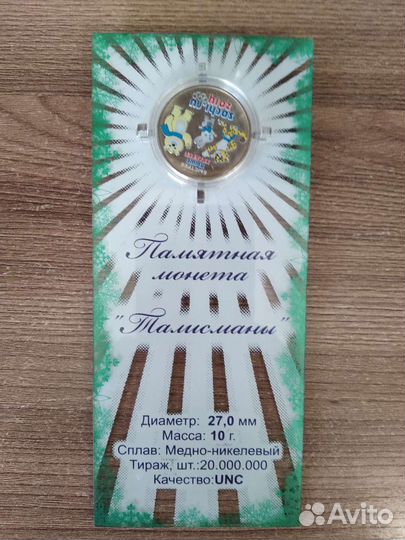 Памятная
монета
"Талисманы"
Диаметр: 27,0 мм
Масса: 10 г.
Сплав: Медно-никелевый
Тираж, шт.:20.000.000
Качество:UNC
Avito